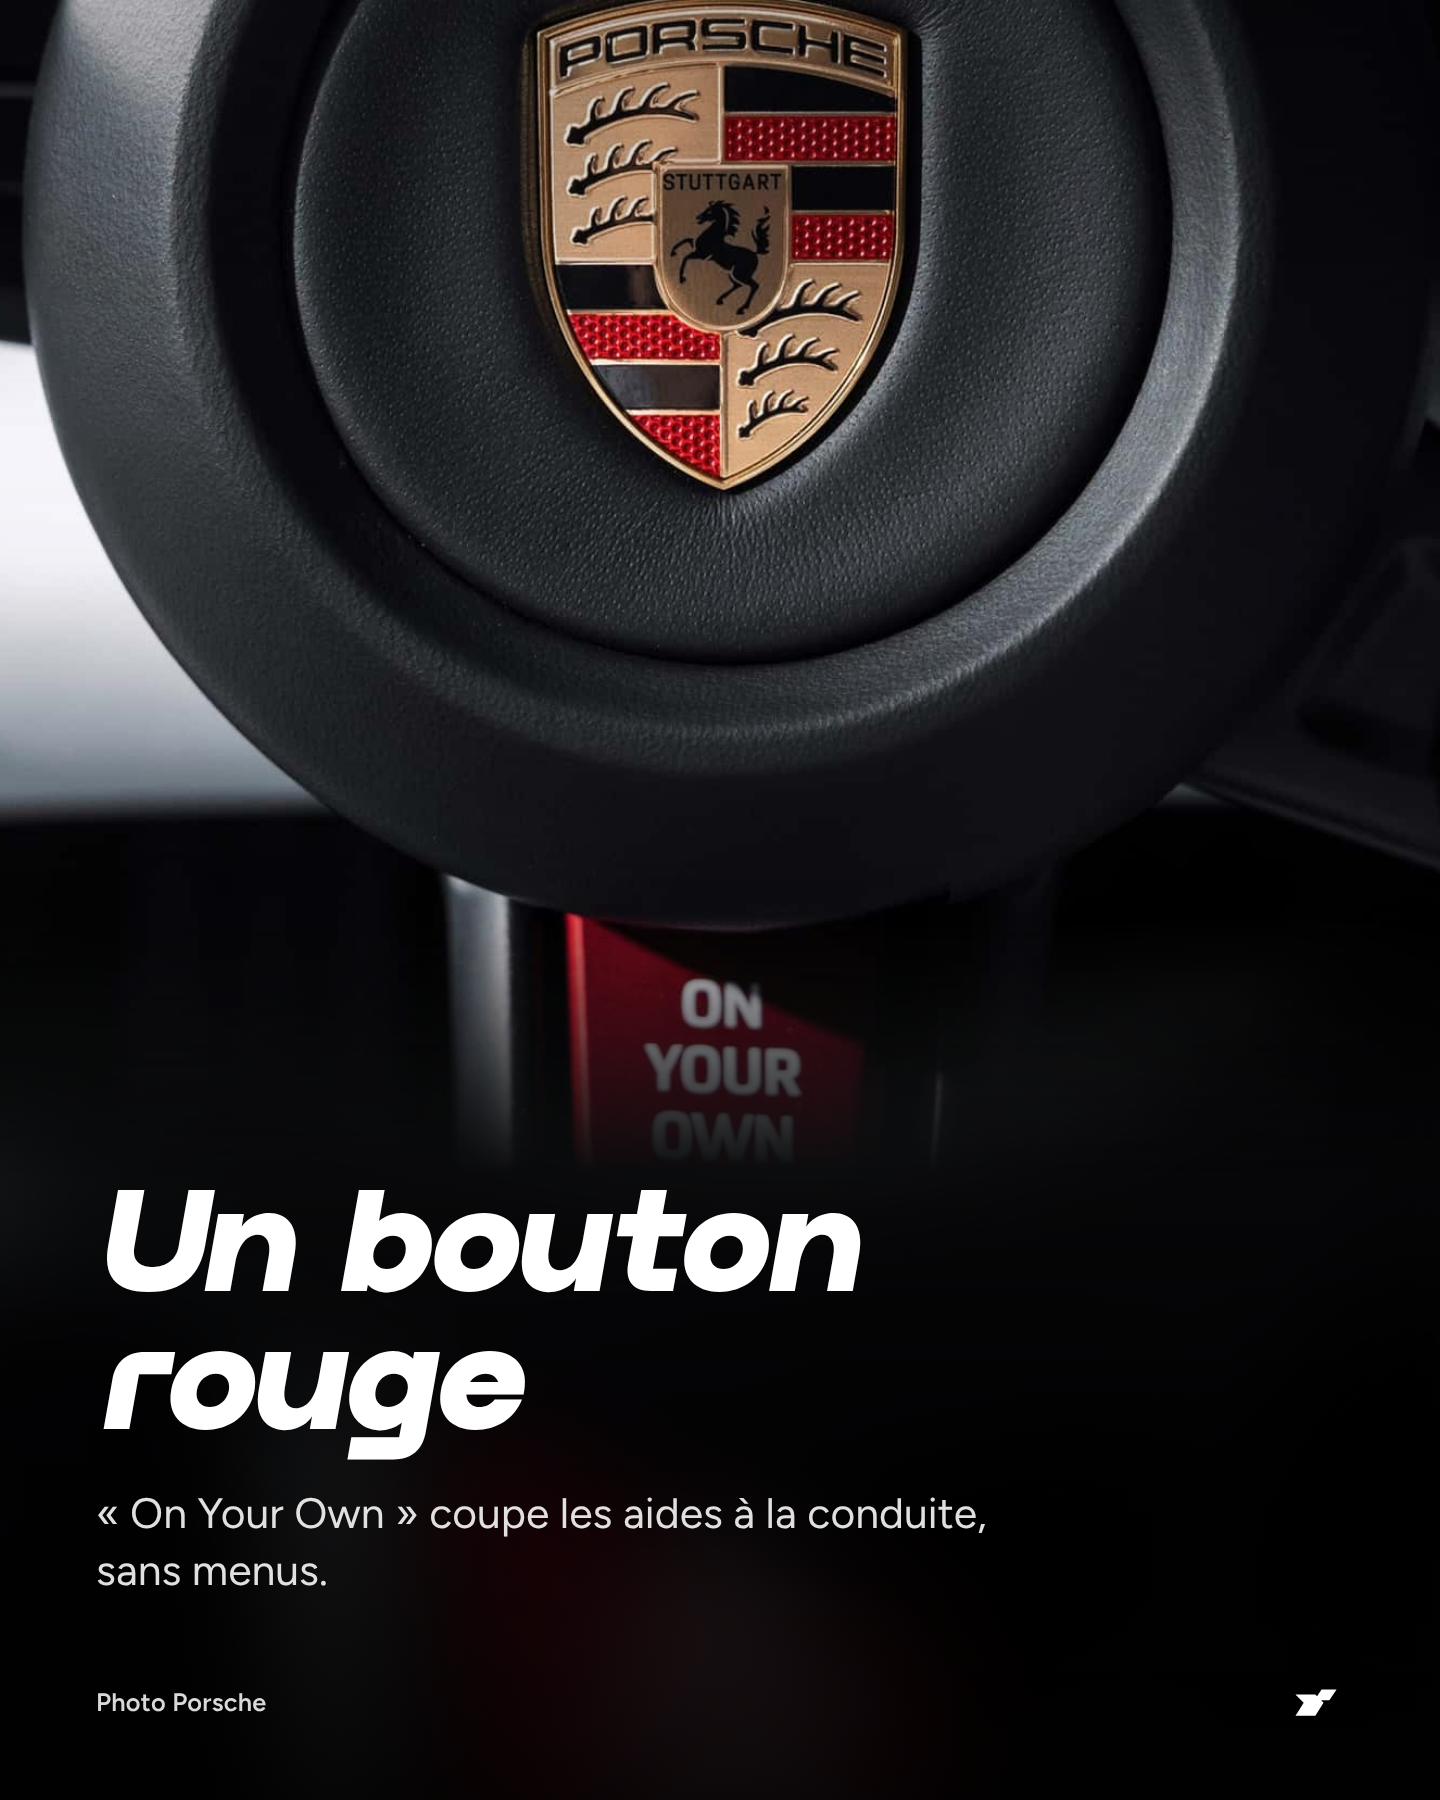 PORSCHE
STUTTGART
ON
YOUR
OWN
Un bouton
rouge
« On Your Own » coupe les aides à la conduite,
sans menus.
Photo Porsche